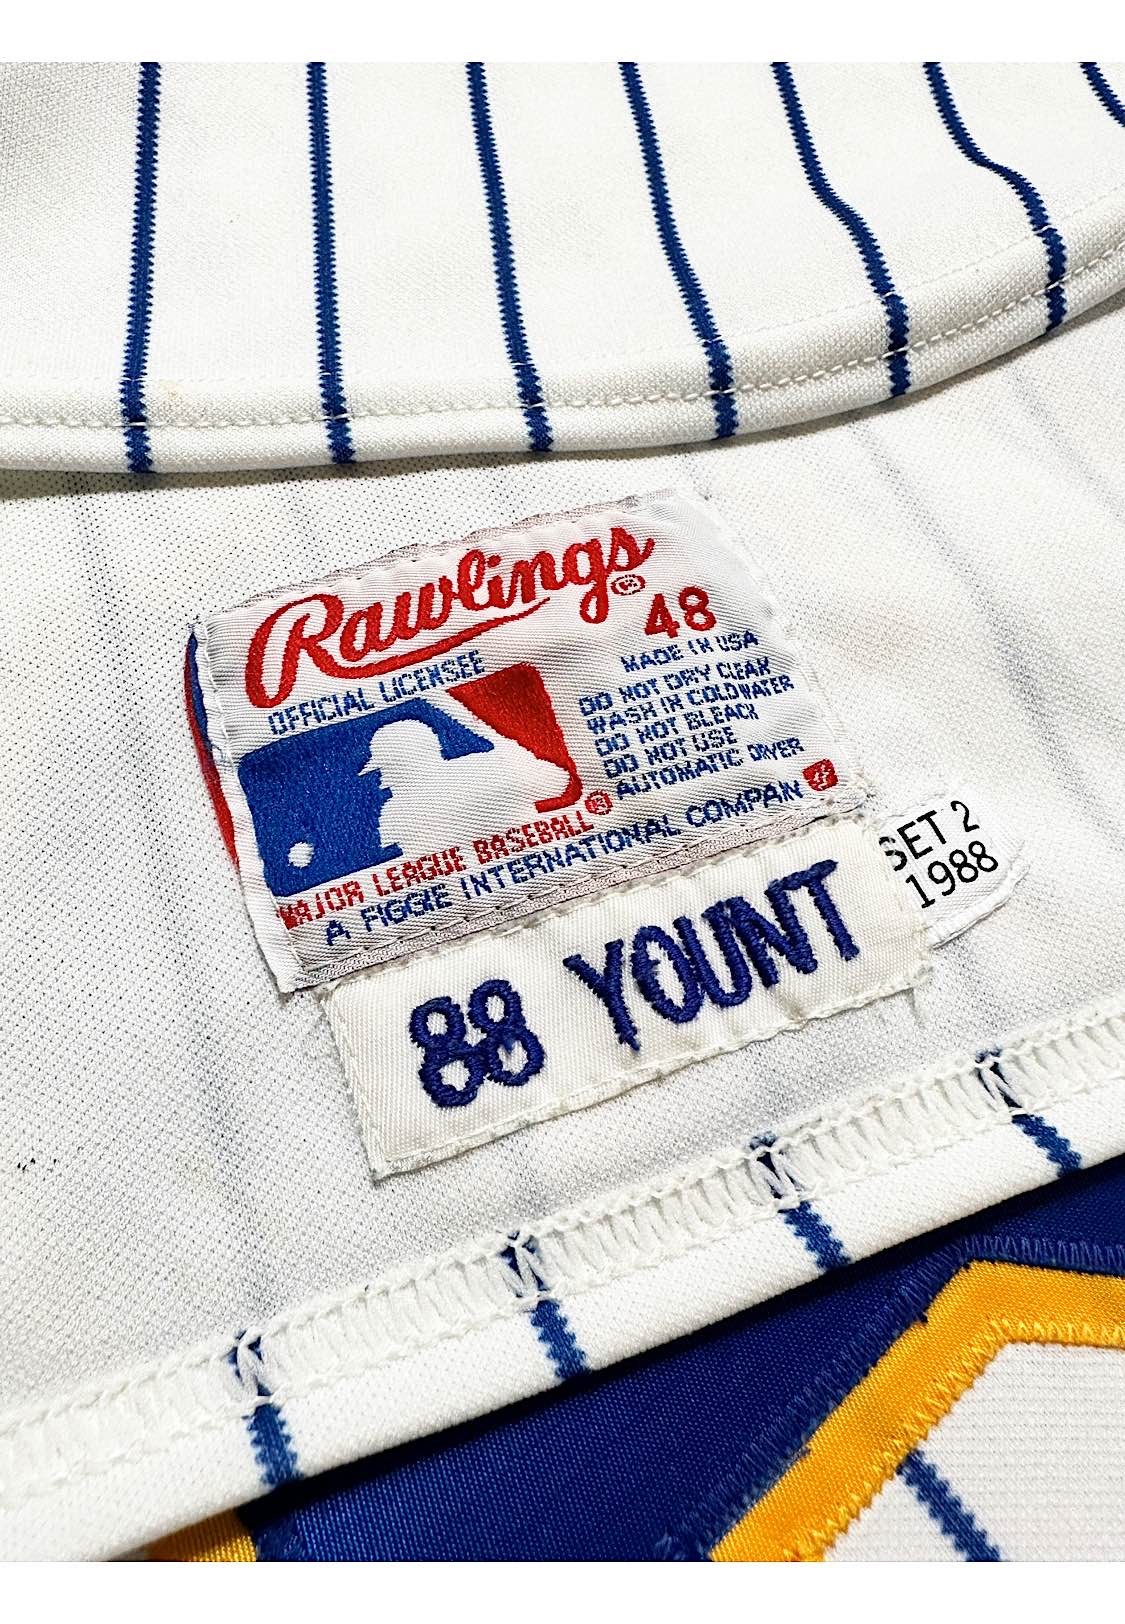 Rawlings®
48
OFFICIAL LICENSEE
MADE IN USA
DO NOT DRY CLEAN
WASH IN COLD WATER
DO NOT BLEACH
DO NOT USE
AUTOMATIC DRYER
MAJOR LEAGUE BASEBALL®
A FIGGIE INTERNATIONAL COMPANY
SET 2
1988
88 YOUNT